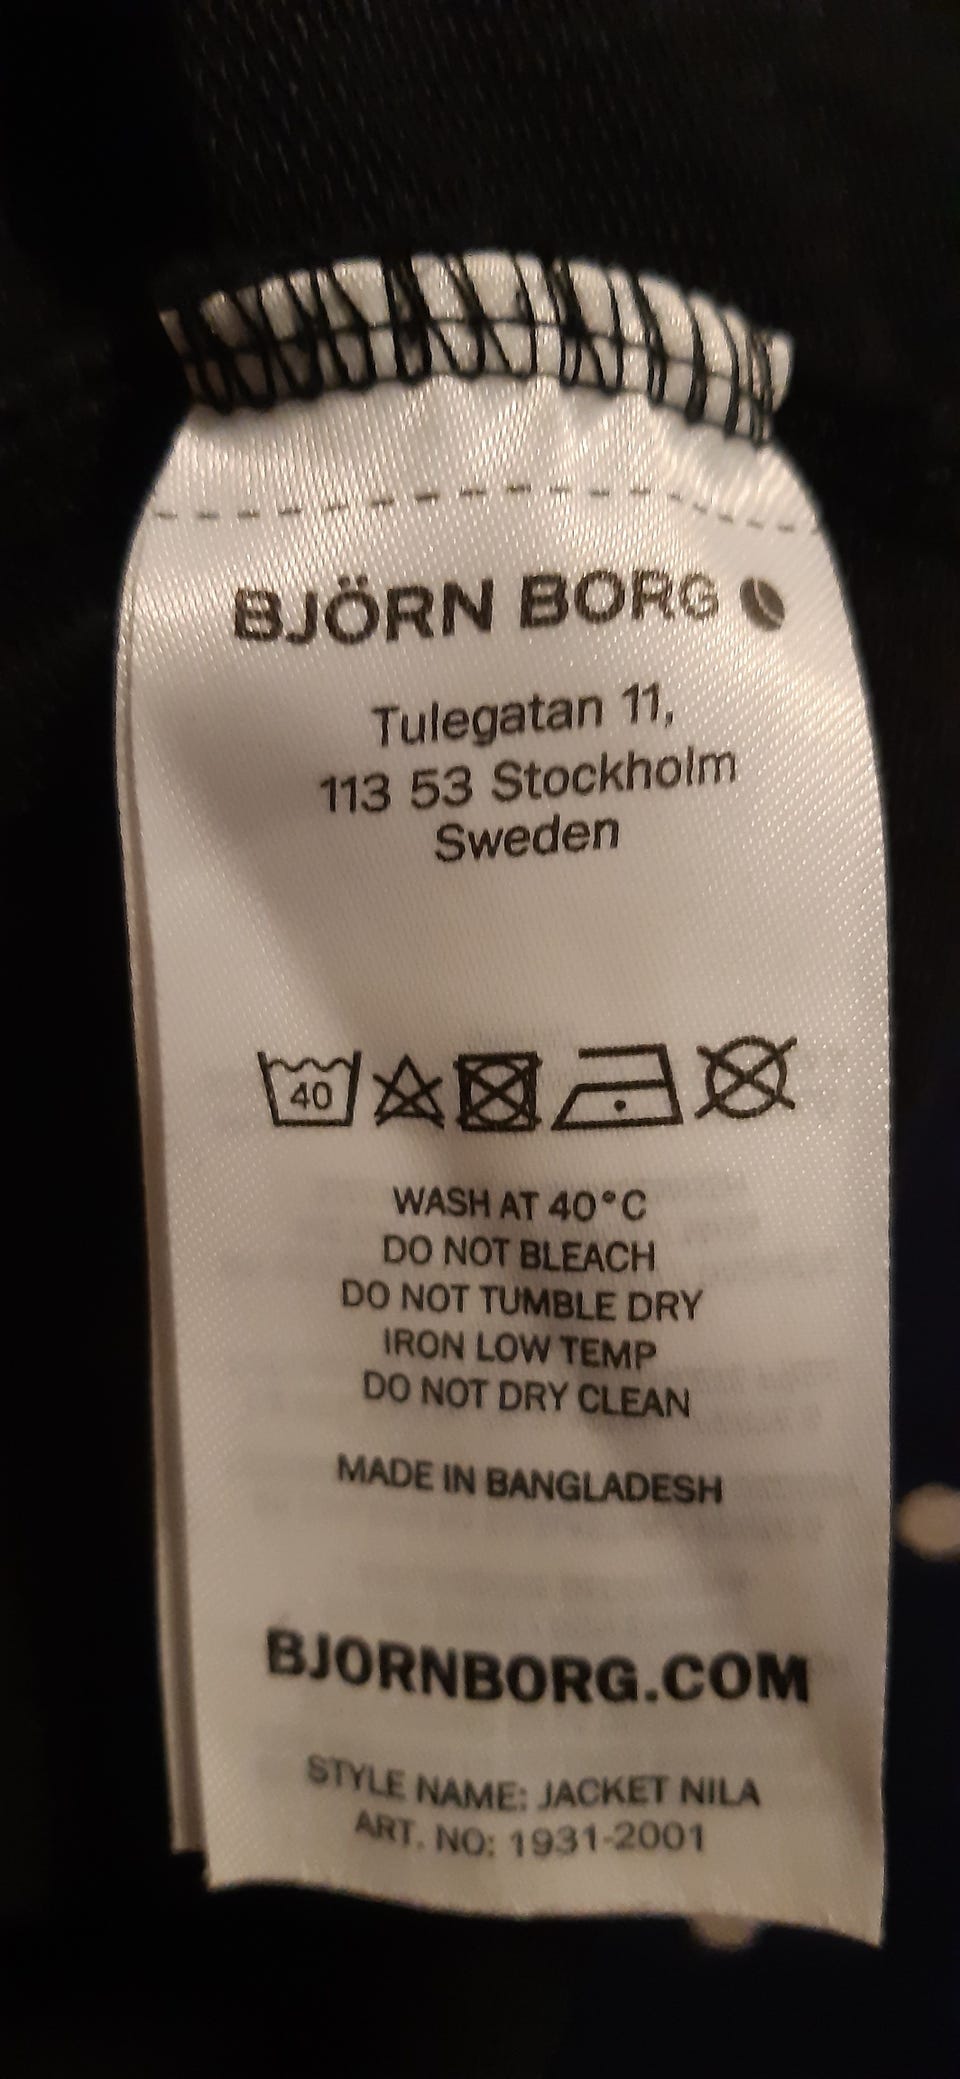 BJÖRN BORG
Tulegatan 11,
113 53 Stockholm
Sweden
40
WASH AT 40°C
DO NOT BLEACH
DO NOT TUMBLE DRY
IRON LOW TEMP
DO NOT DRY CLEAN
MADE IN BANGLADESH
BJORNBORG.COM
STYLE NAME: JACKET NILA
ART. NO: 1931-2001